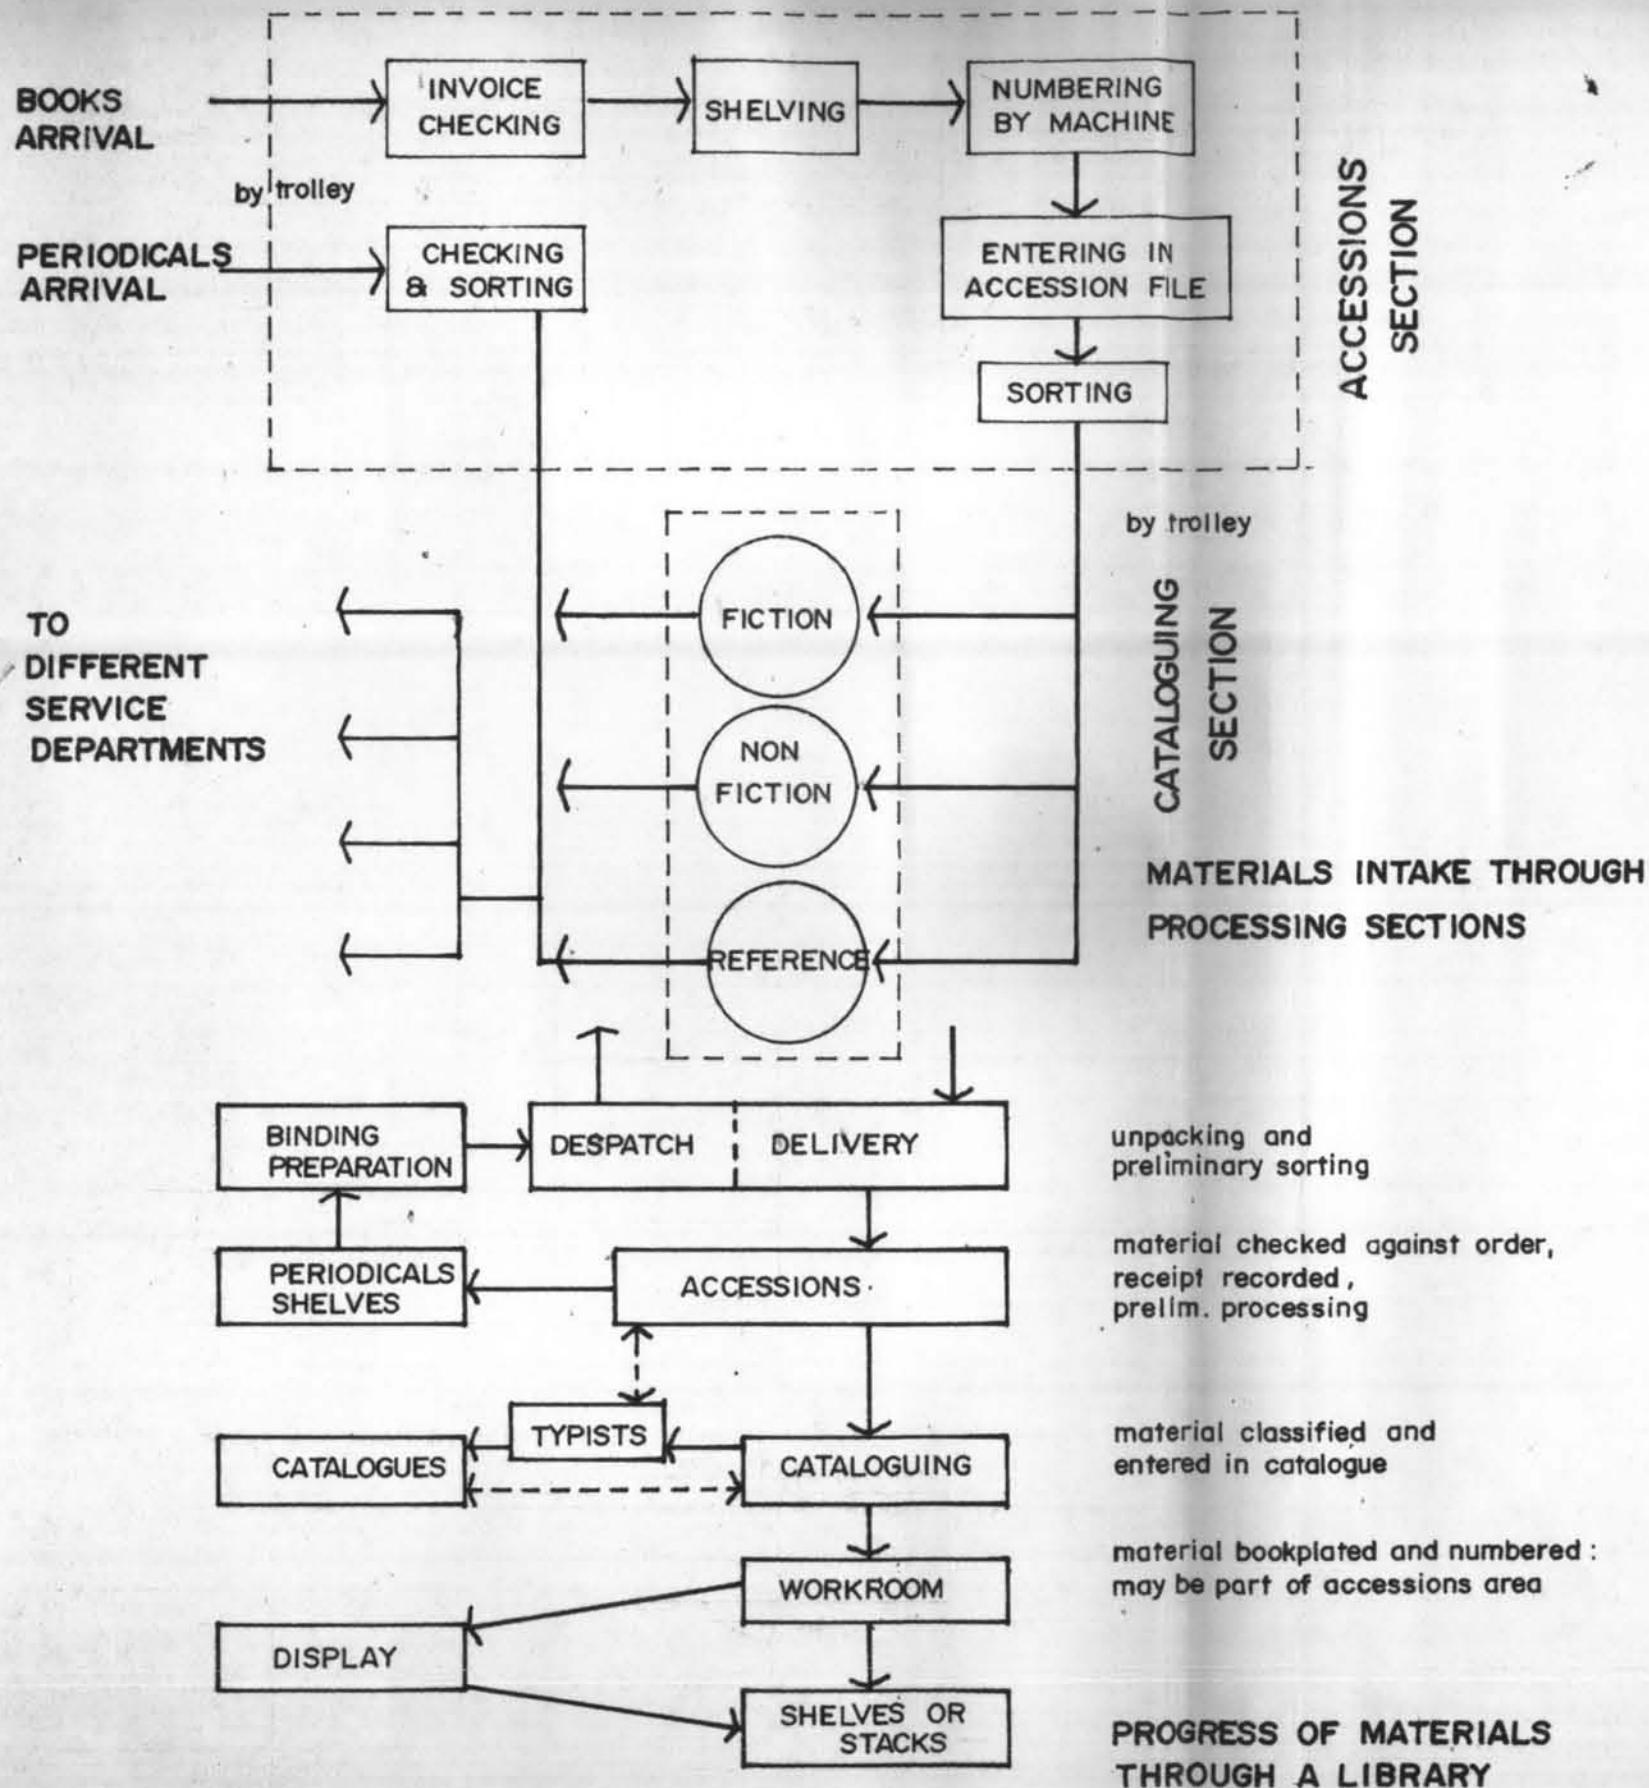 BOOKS
ARRIVAL
INVOICE
CHECKING
SHELVING
NUMBERING
BY MACHINE
by trolley
PERIODICALS
ARRIVAL
CHECKING
& SORTING
ENTERING IN
ACCESSION FILE
SORTING
ACCESSIONS
SECTION
by trolley
TO
DIFFERENT
SERVICE
DEPARTMENTS
FICTION
NON
FICTION
REFERENCE
CATALOGUING
SECTION
MATERIALS INTAKE THROUGH
PROCESSING SECTIONS
BINDING
PREPARATION
DESPATCH
DELIVERY
unpacking and
preliminary sorting
PERIODICALS
SHELVES
ACCESSIONS
material checked against order,
receipt recorded,
prelim. processing
TYPISTS
CATALOGUES
CATALOGUING
material classified and
entered in catalogue
WORKROOM
material bookplated and numbered :
may be part of accessions area
DISPLAY
SHELVES OR
STACKS
PROGRESS OF MATERIALS
THROUGH A LIBRARY